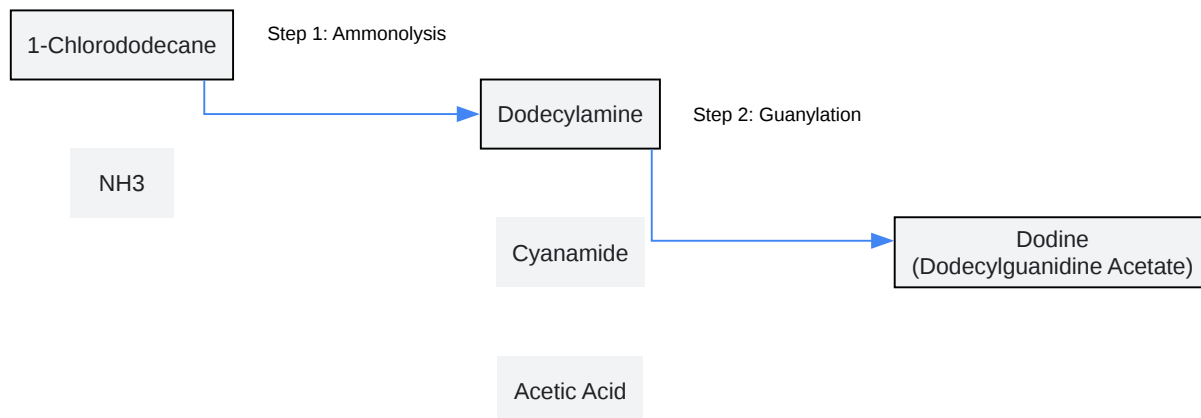 1-Chlorododecane
Step 1: Ammonolysis
Dodecylamine
Step 2: Guanylation
NH3
Cyanamide
Dodine
(Dodecylguanidine Acetate)
Acetic Acid